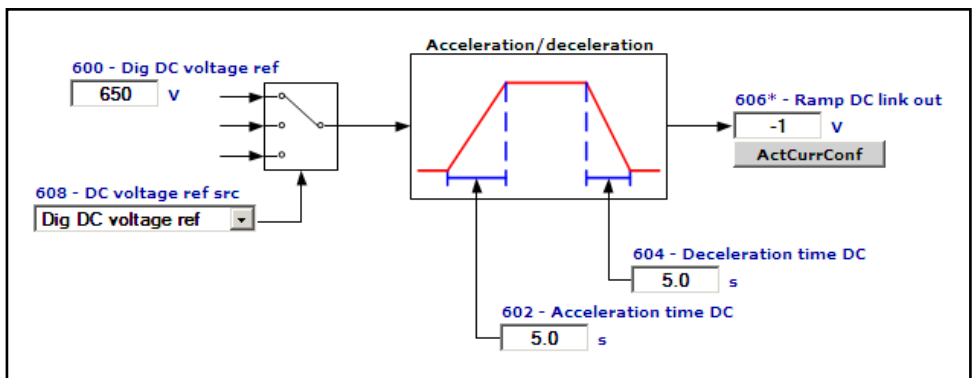 Acceleration/deceleration
600 - Dig DC voltage ref
650 V
606* - Ramp DC link out
-1 V
ActCurrConf
608 - DC voltage ref src
Dig DC voltage ref
604 - Deceleration time DC
5.0 s
602 - Acceleration time DC
5.0 s